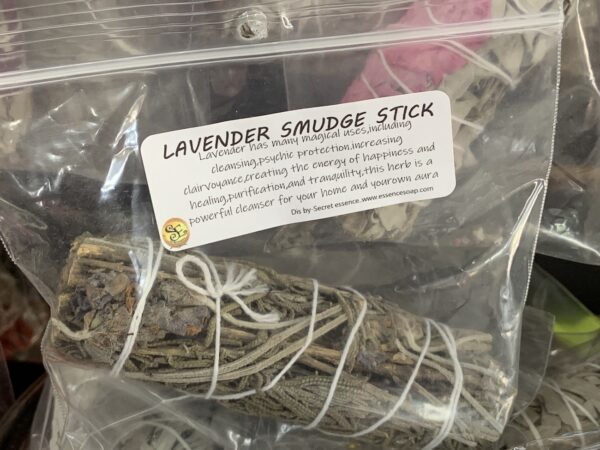 LAVENDER SMUDGE STICK
Lavender has many magical uses,including
cleansing,psychic protection,increasing
clairvoyance,creating the energy of happiness and
healing,purification,and tranquility,this herb is a
powerful cleanser for your home and yourown aura
Dis by-Secret essence..www.essencesoap.com
SE